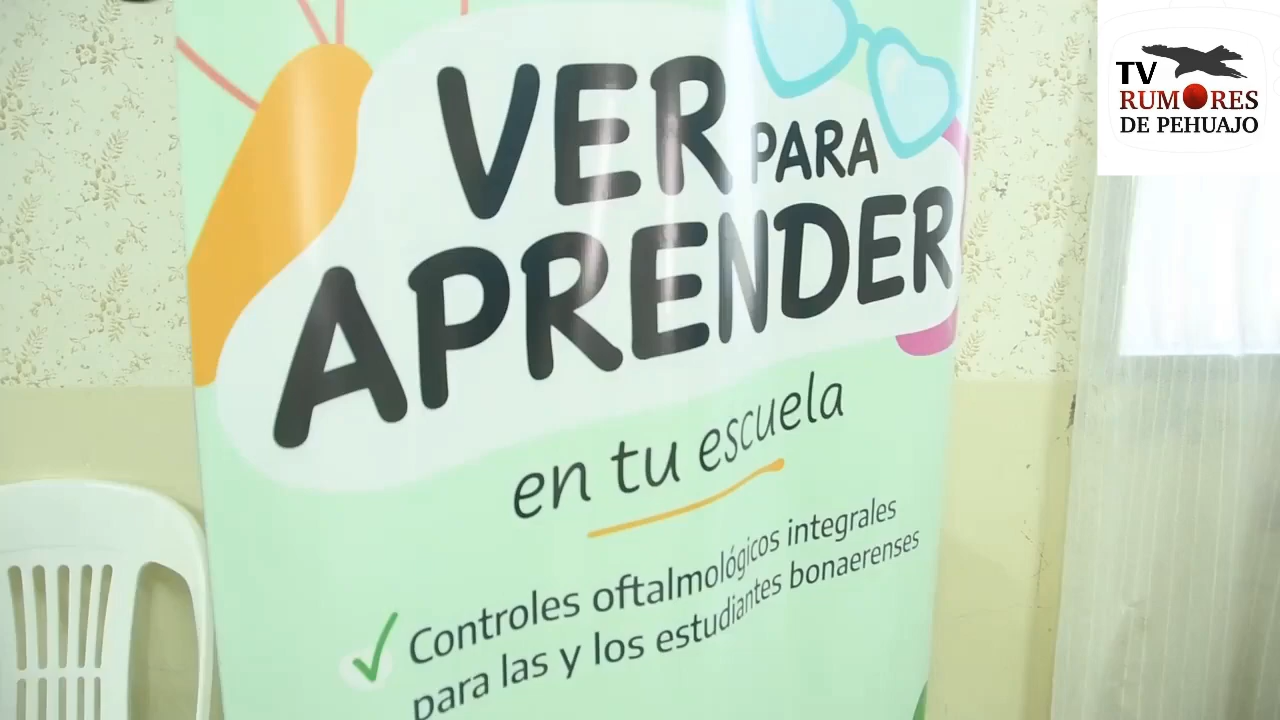 VER PARA
APRENDER
en tu escuela
Controles oftalmológicos integrales
para las y los estudiantes bonaerenses
TV
RUMORES
DE PEHUAJO